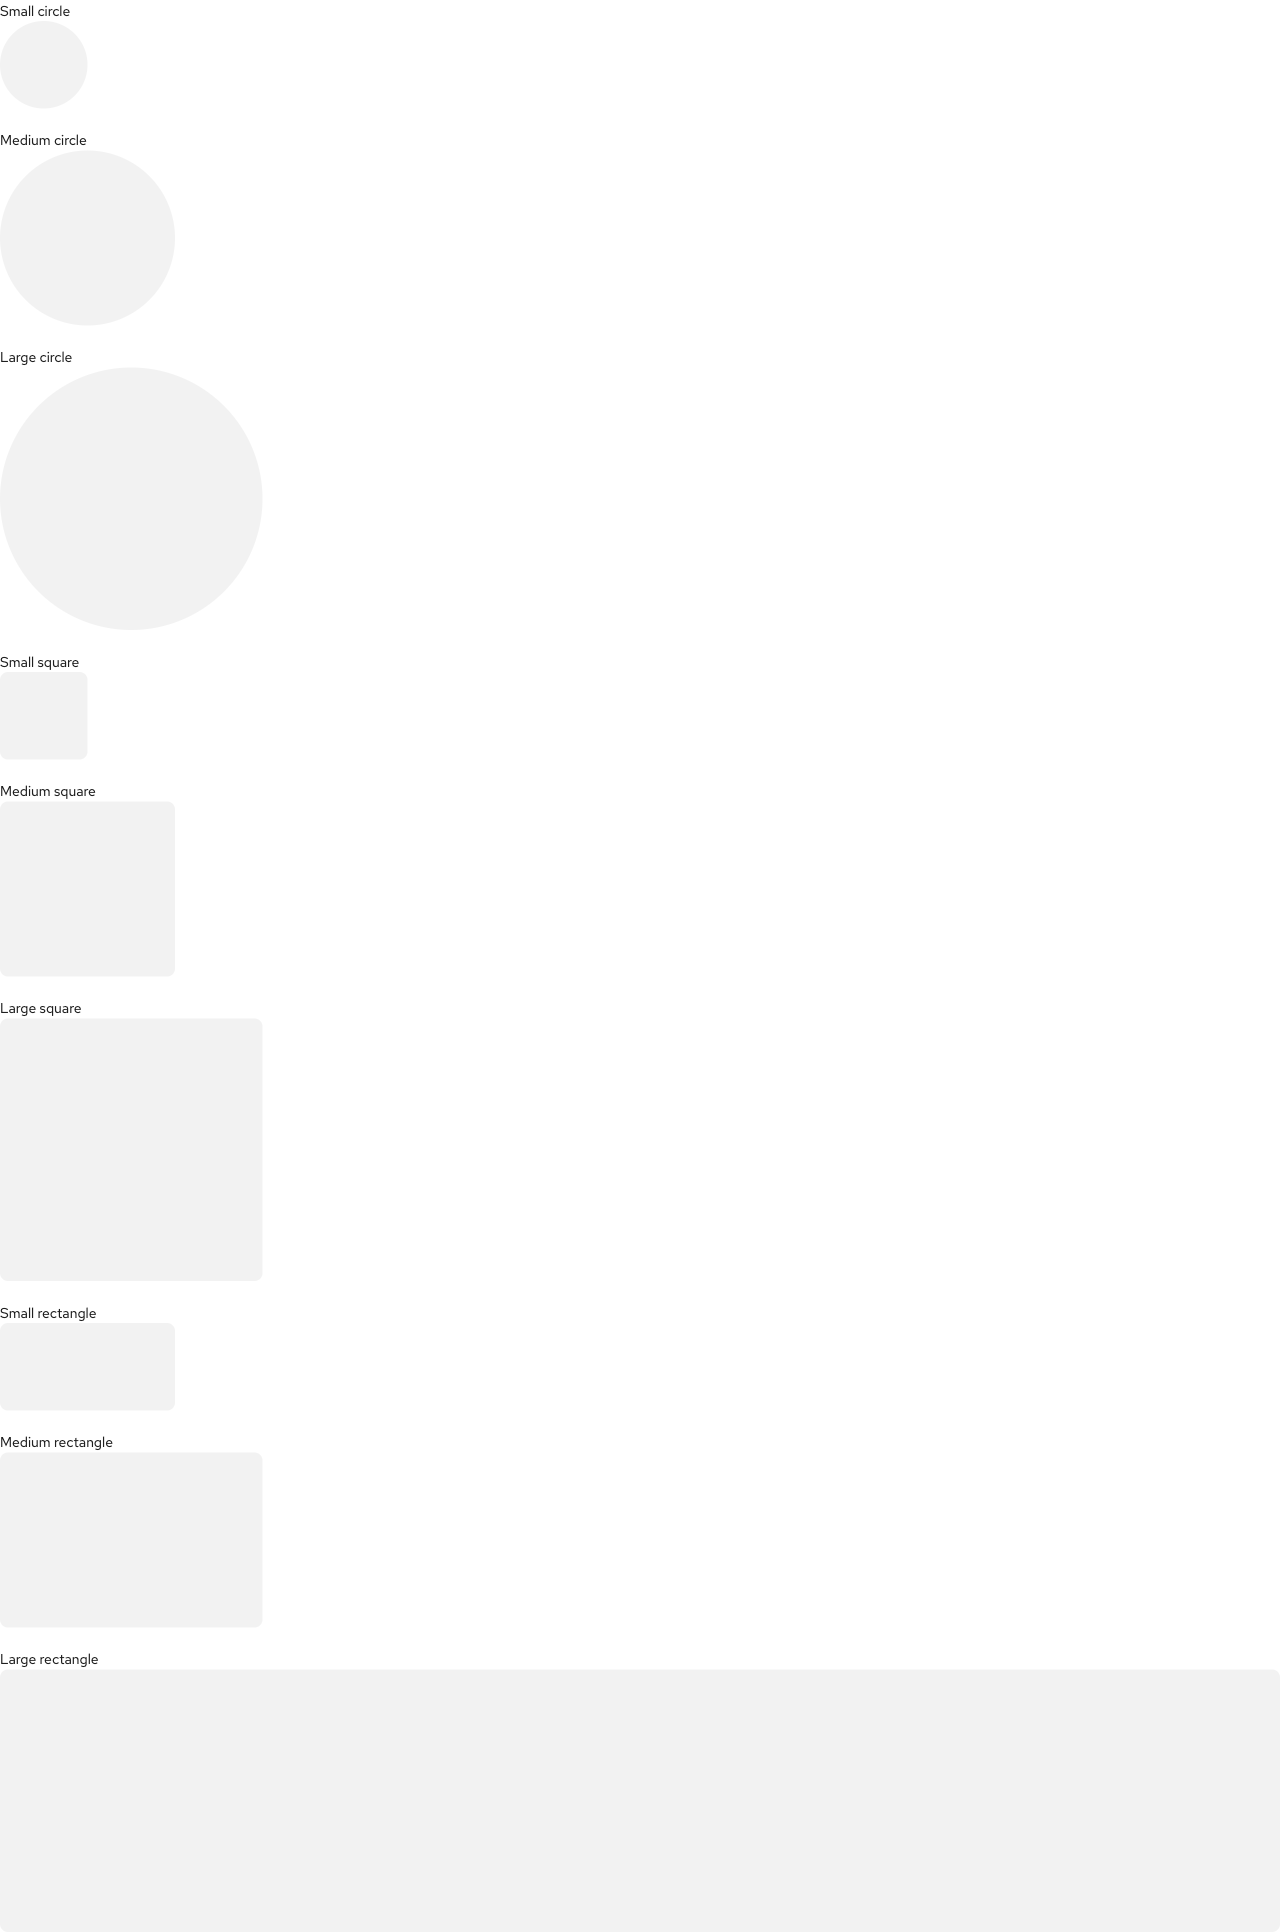 Small circle
Medium circle
Large circle
Small square
Medium square
Large square
Small rectangle
Medium rectangle
Large rectangle